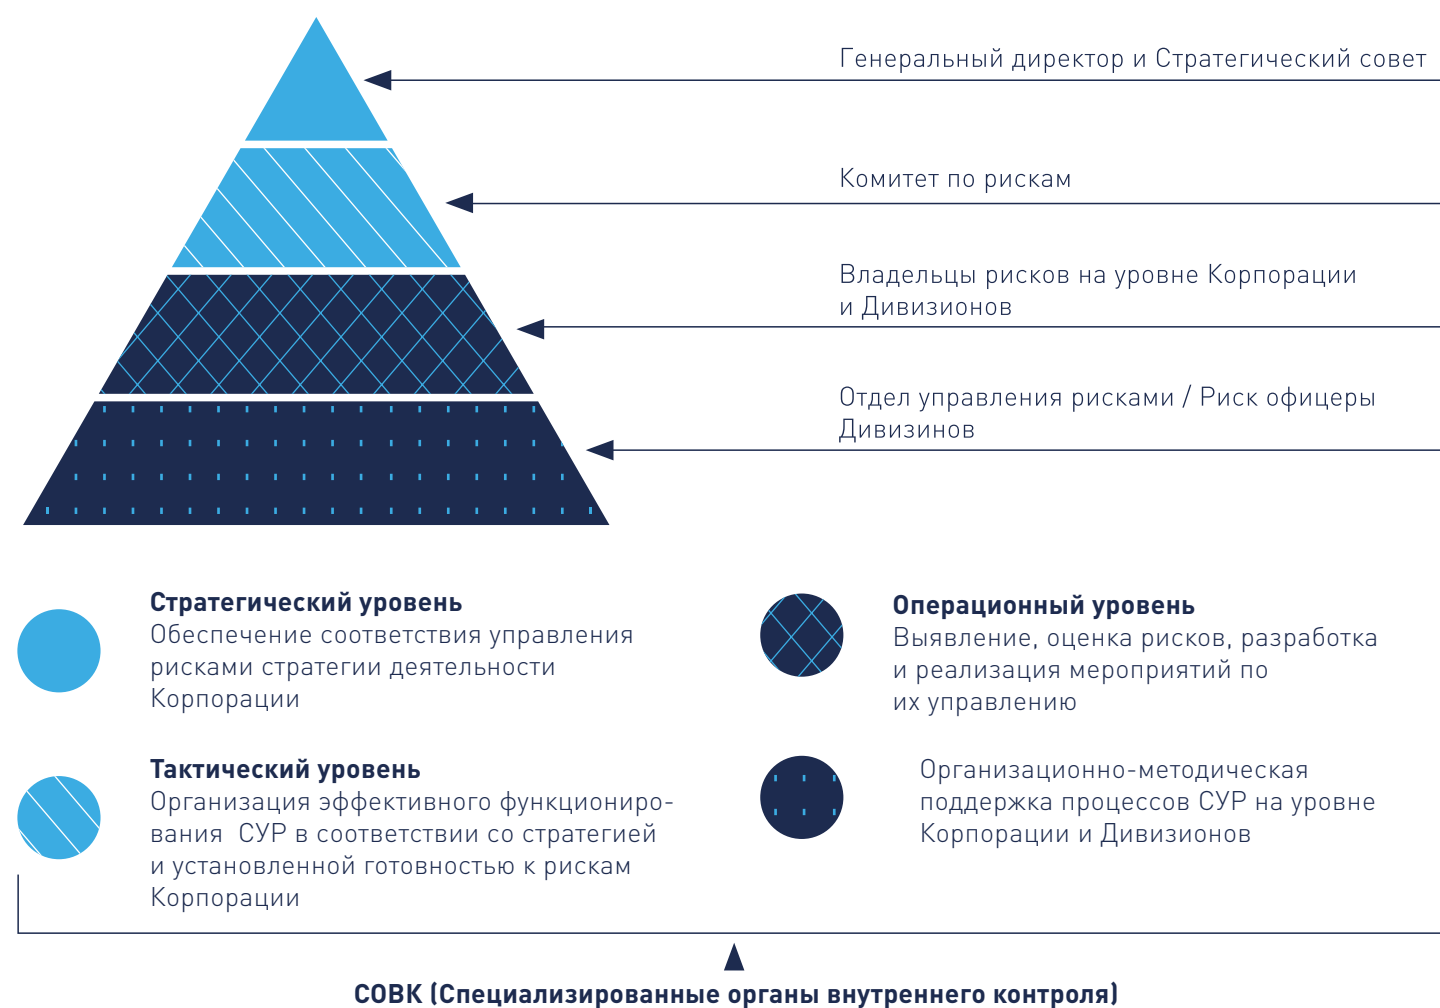 Генеральный директор и Стратегический совет
Комитет по рискам
Владельцы рисков на уровне Корпорации
и Дивизионов
Отдел управления рисками / Риск офицеры
Дивизинов
Стратегический уровень
Обеспечение соответствия управления
рисками стратегии деятельности
Корпорации
Операционный уровень
Выявление, оценка рисков, разработка
и реализация мероприятий по
их управлению
Тактический уровень
Организация эффективного функциониро-
вания СУР в соответствии со стратегией
и установленной готовностью к рискам
Корпорации
Организационно-методическая
поддержка процессов СУР на уровне
Корпорации и Дивизионов
СОВК (Специализированные органы внутреннего контроля)